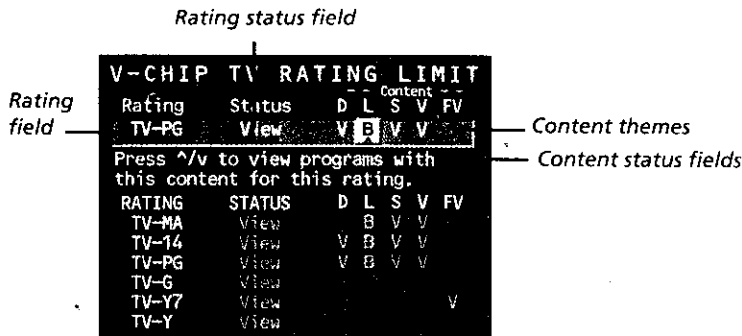 Rating status field
V-CHIP TV RATING LIMIT
- - Content - -
Rating Status D L S V FV
Rating field
TV-PG View V B V V
Content themes
Press ^/v to view programs with
Content status fields
this content for this rating.
RATING STATUS D L S V FV
TV-MA View B V V
TV-14 View V B V V
TV-PG View V B V V
TV-G View
TV-Y7 View V
TV-Y View